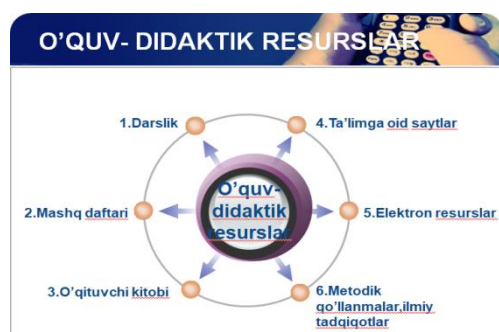 O'QUV- DIDAKTIK RESURSLAR
1.Darslik
4.Ta'limga oid saytlar
O'quv-
didaktik
resurslar
2.Mashq daftari
5.Elektron resurslar
3.O'qituvchi kitobi
6.Metodik
qo'llanmalar,ilmiy
tadqiqotlar